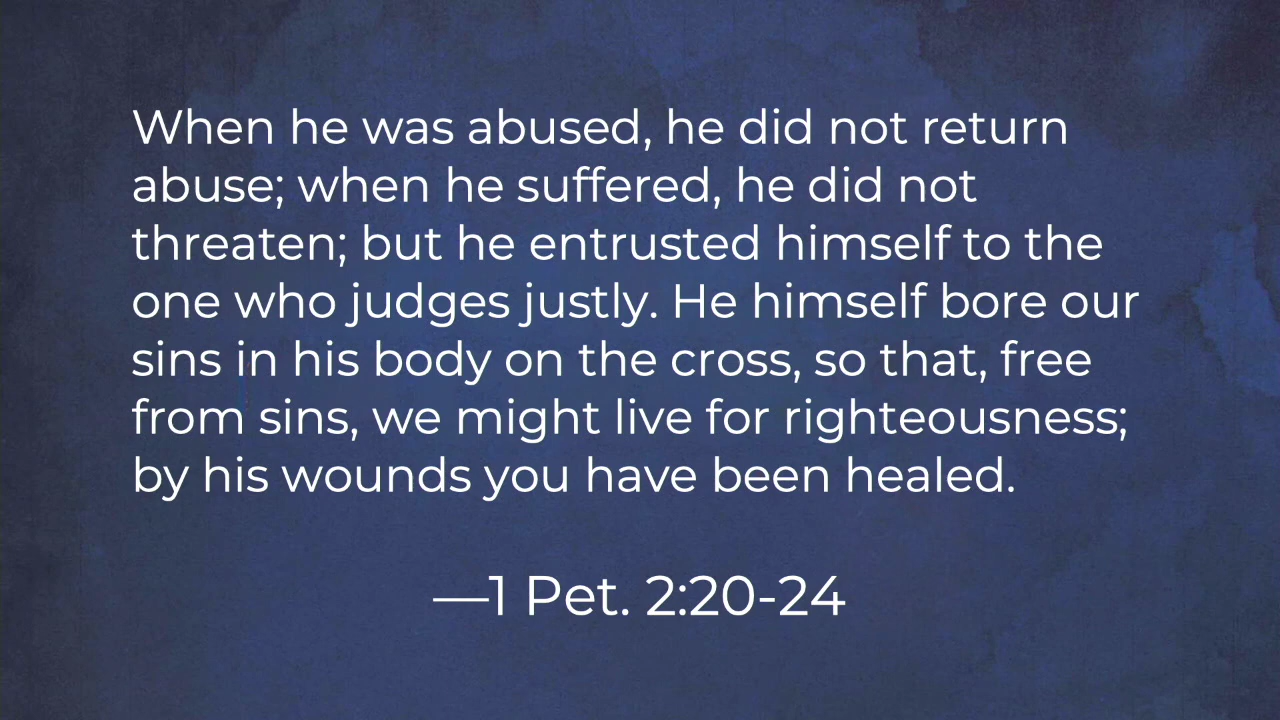 When he was abused, he did not return
abuse; when he suffered, he did not
threaten; but he entrusted himself to the
one who judges justly. He himself bore our
sins in his body on the cross, so that, free
from sins, we might live for righteousness;
by his wounds you have been healed.
—1 Pet. 2:20-24